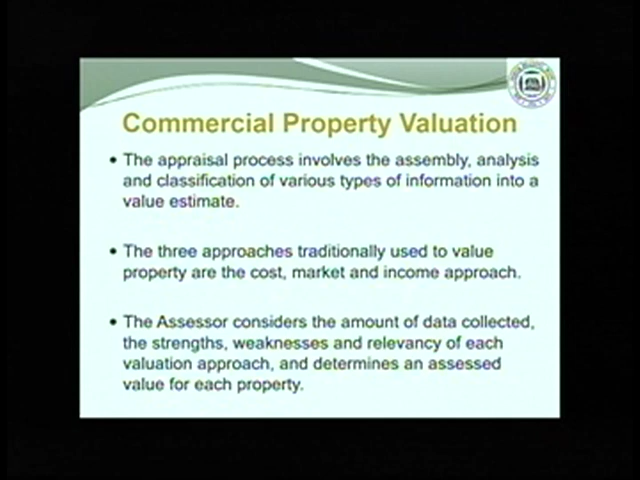 Commercial Property Valuation
• The appraisal process involves the assembly, analysis
and classification of various types of information into a
value estimate.
• The three approaches traditionally used to value
property are the cost, market and income approach.
• The Assessor considers the amount of data collected,
the strengths, weaknesses and relevancy of each
valuation approach, and determines an assessed
value for each property.